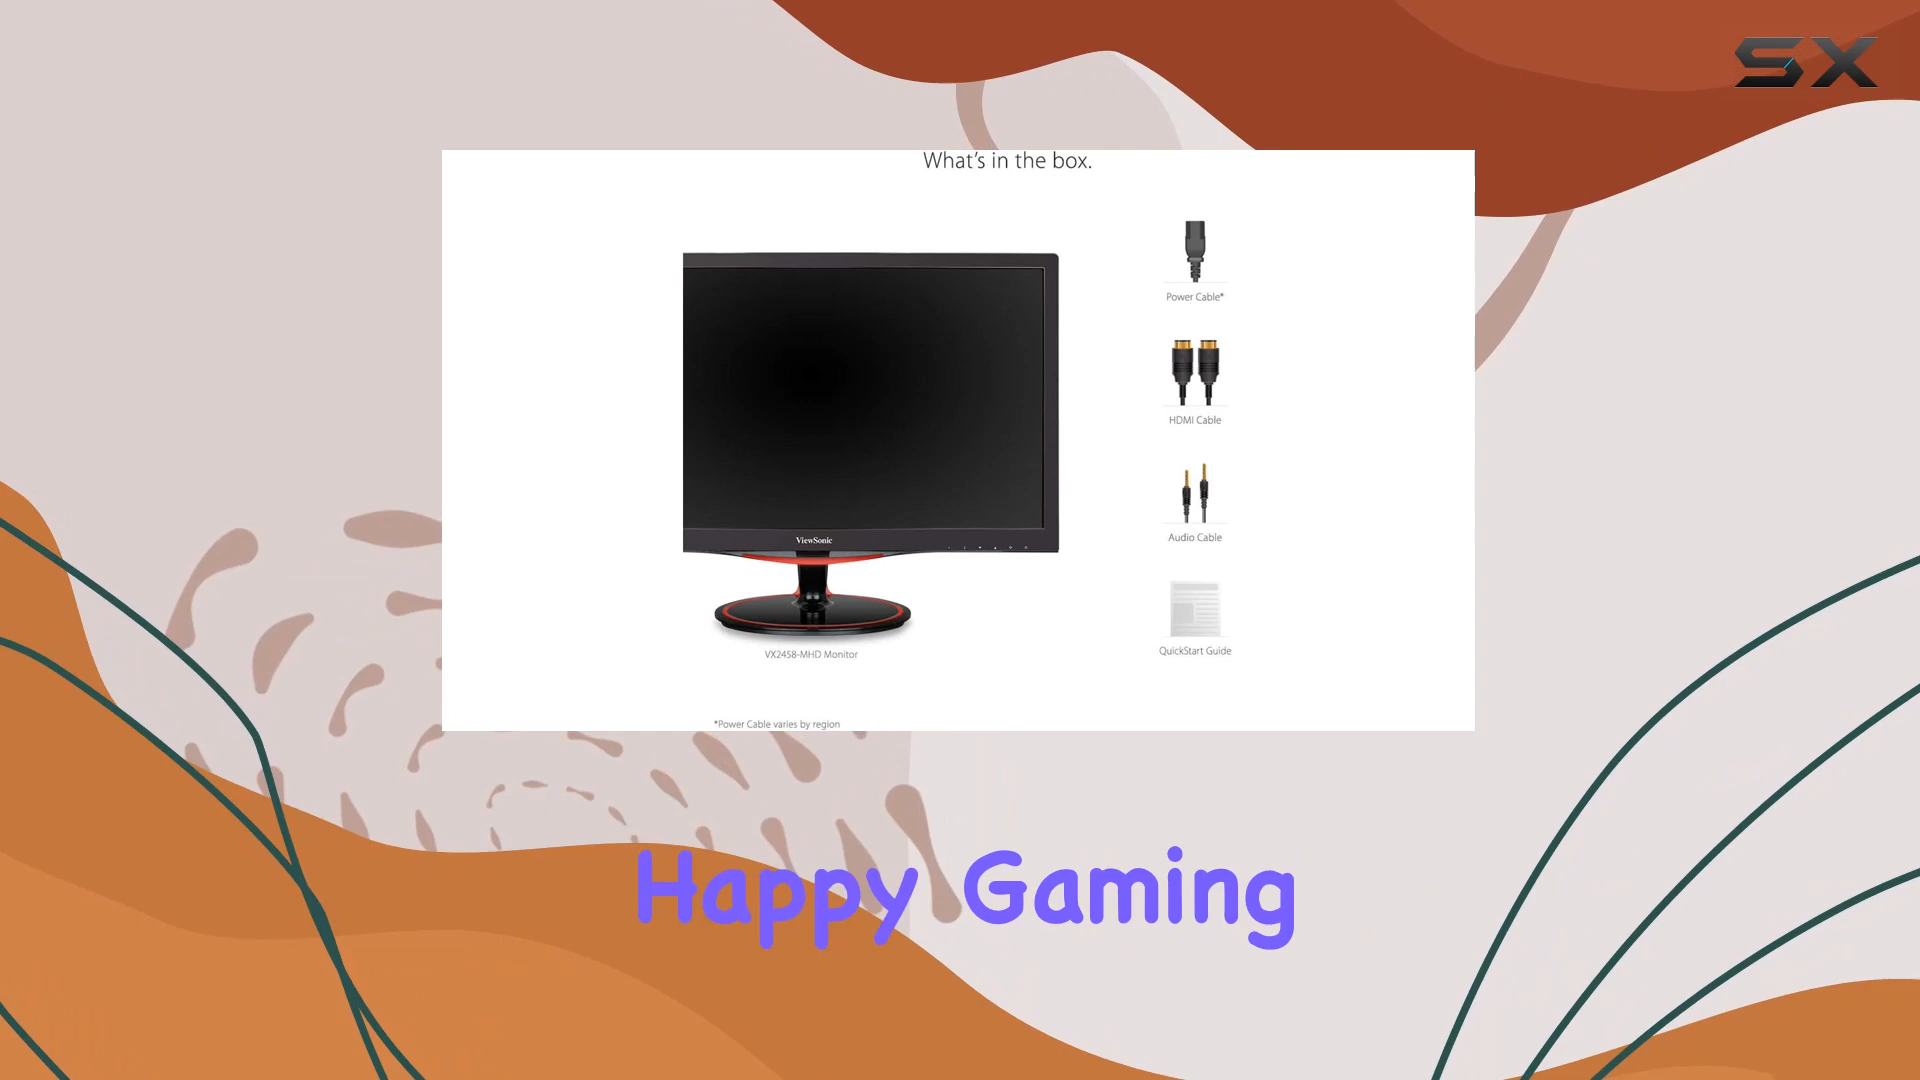 SX
What's in the box.
Power Cable*
HDMI Cable
Audio Cable
ViewSonic
VX2458-MHD Monitor
QuickStart Guide
*Power Cable varies by region
Happy Gaming